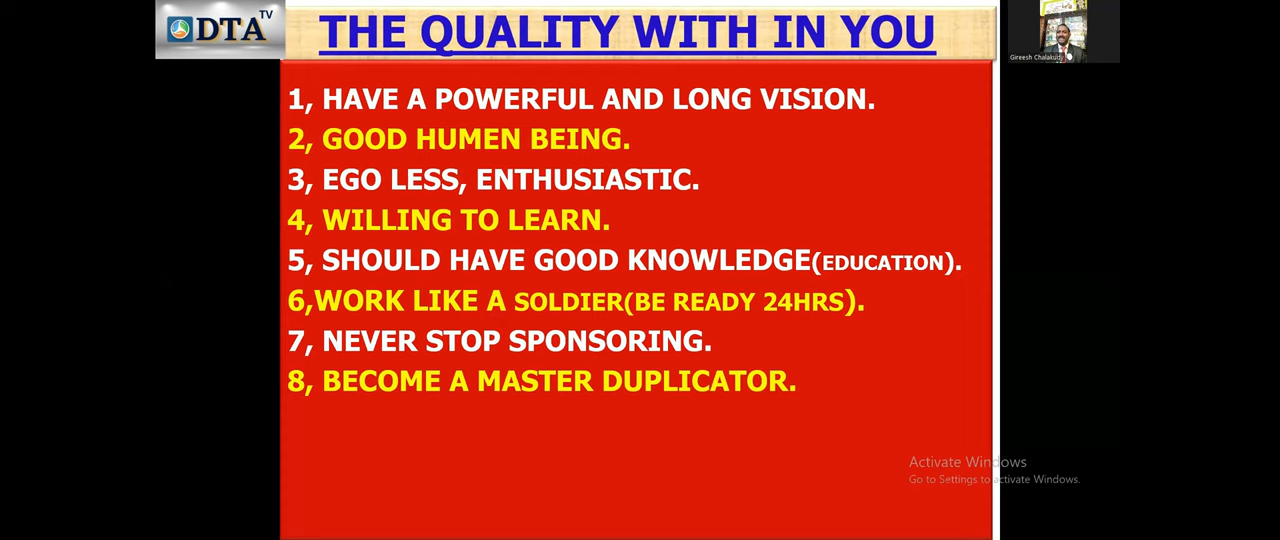 DTA TV
THE QUALITY WITH IN YOU
Gireesh Chalakudy
1, HAVE A POWERFUL AND LONG VISION.
2, GOOD HUMEN BEING.
3, EGO LESS, ENTHUSIASTIC.
4, WILLING TO LEARN.
5, SHOULD HAVE GOOD KNOWLEDGE(EDUCATION).
6,WORK LIKE A SOLDIER(BE READY 24HRS).
7, NEVER STOP SPONSORING.
8, BECOME A MASTER DUPLICATOR.
Activate Windows
Go to Settings to activate Windows.